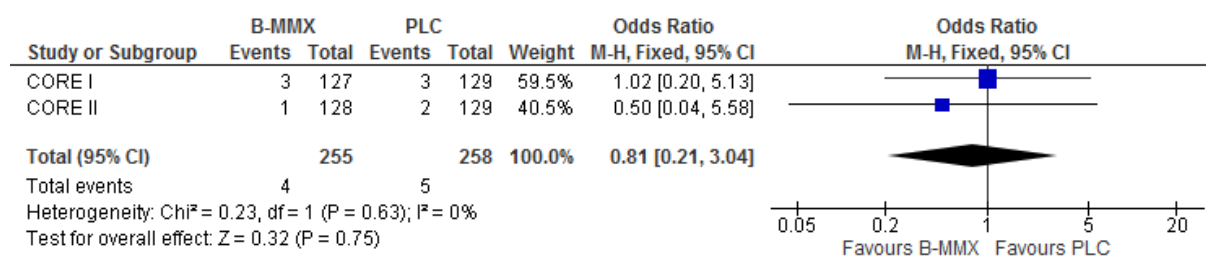 B-MMX PLC Odds Ratio Odds Ratio
Study or Subgroup Events Total Events Total Weight M-H, Fixed, 95% CI M-H, Fixed, 95% CI
CORE I 3 127 3 129 59.5% 1.02 [0.20, 5.13]
CORE II 1 128 2 129 40.5% 0.50 [0.04, 5.58]
Total (95% CI) 255 258 100.0% 0.81 [0.21, 3.04]
Total events 4 5
Heterogeneity: Chi² = 0.23, df = 1 (P = 0.63); I² = 0%
Test for overall effect: Z = 0.32 (P = 0.75)
0.05 0.2 1 5 20
Favours B-MMX Favours PLC